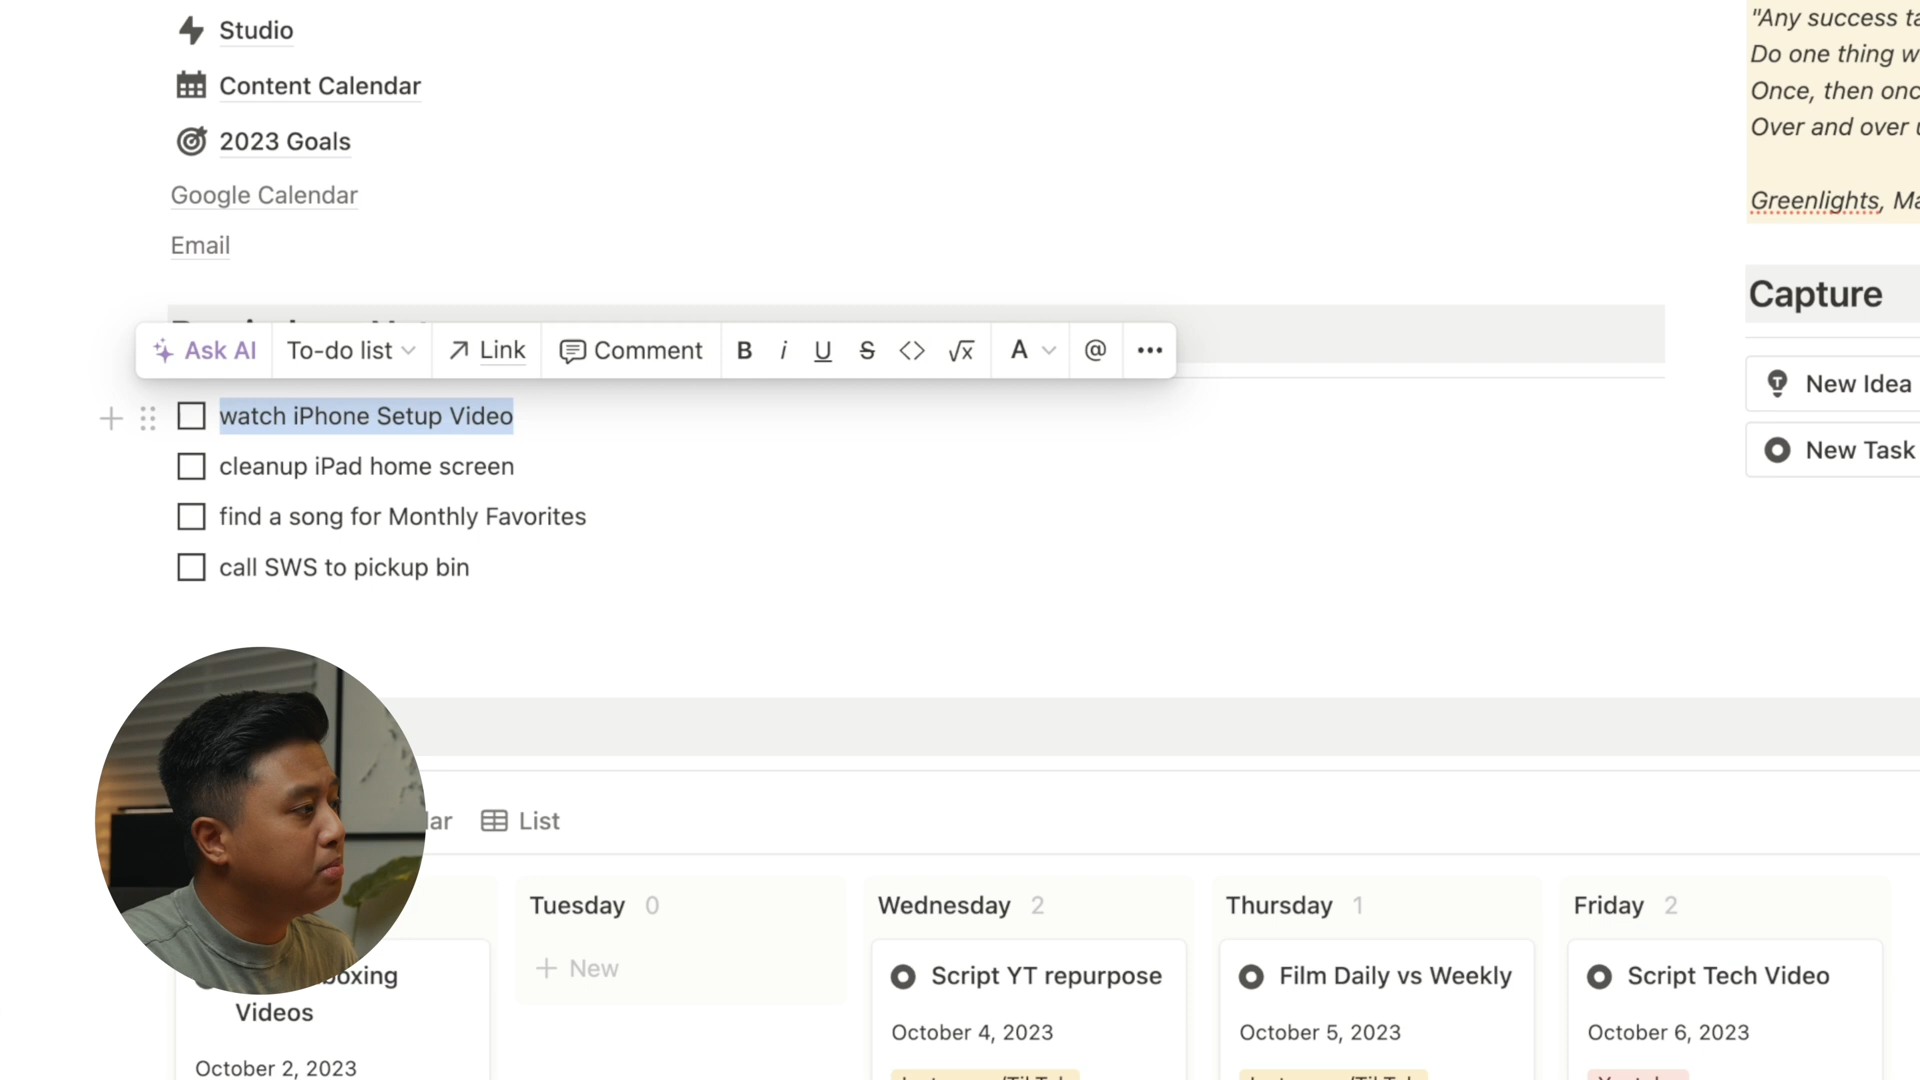 Studio
Content Calendar
2023 Goals
Google Calendar
Email
"Any success
Do one thing
Once, then
Over and over
Greenlights,
Capture
New Idea
New Task
Ask AI To-do list Link Comment B i U S <> √x A @ •••
watch iPhone Setup Video
cleanup iPad home screen
find a song for Monthly Favorites
call SWS to pickup bin
List
Tuesday 0
New
Wednesday 2
Thursday 1
Friday 2
Videos
October 2, 2023
Script YT repurpose
October 4, 2023
Film Daily vs Weekly
October 5, 2023
Script Tech Video
October 6, 2023